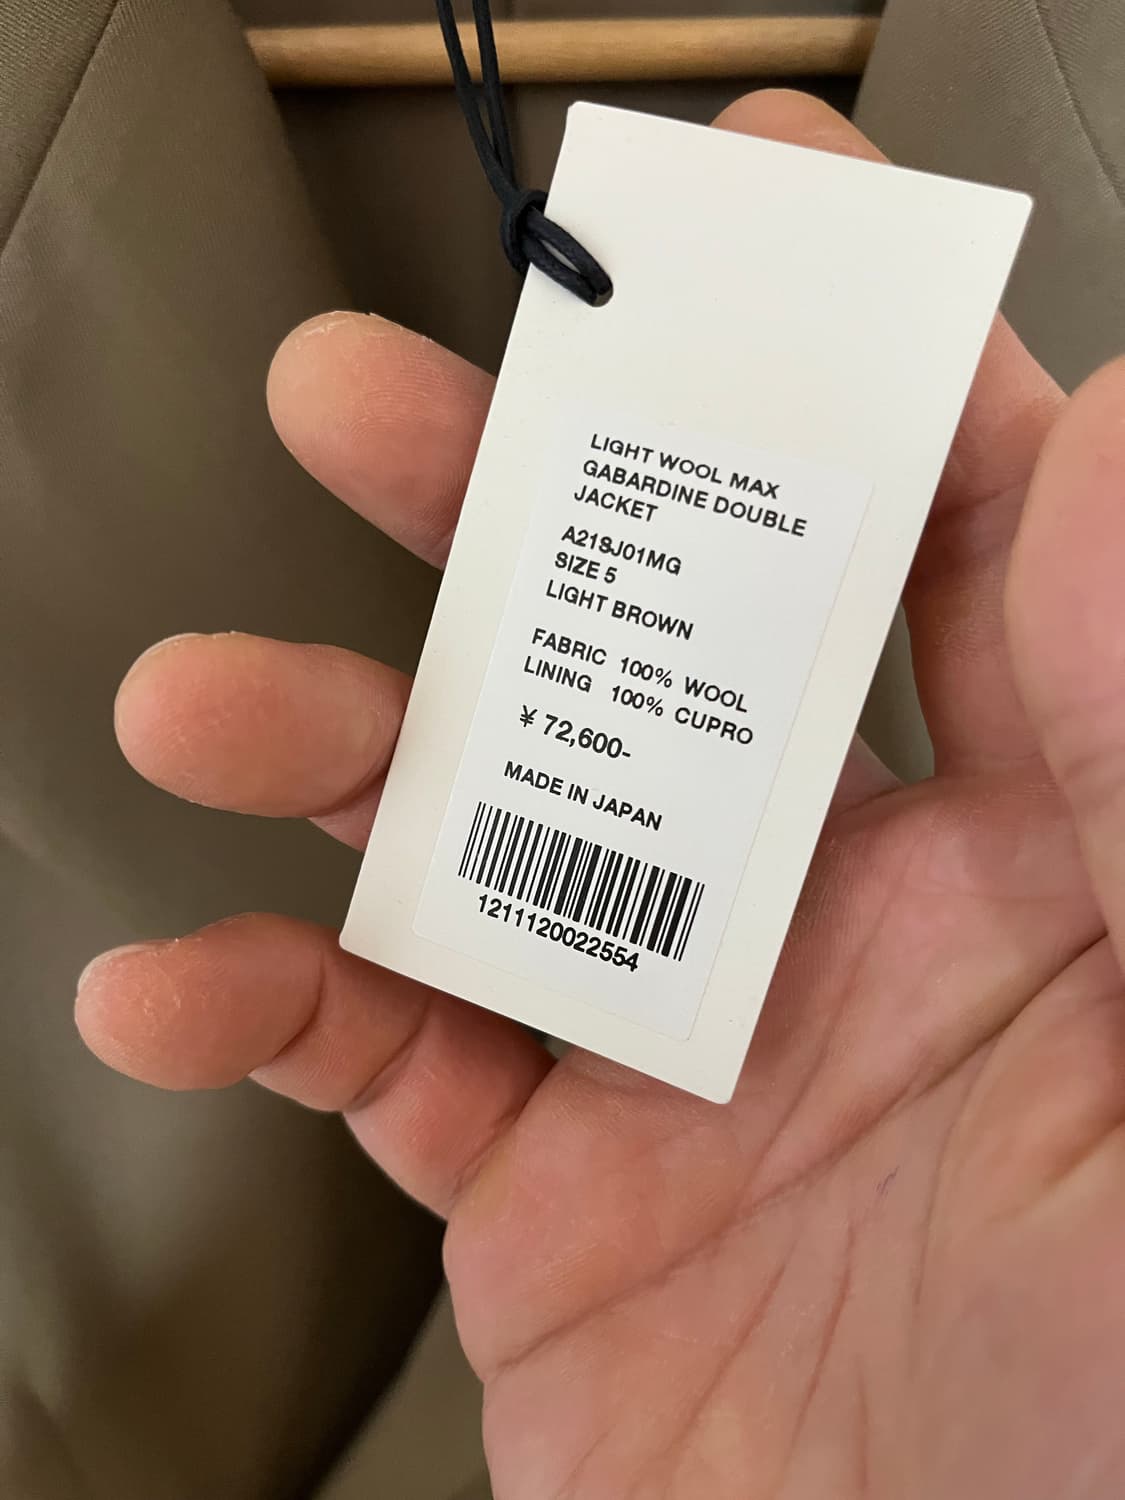 LIGHT WOOL MAX
GABARDINE DOUBLE
JACKET
A21SJ01MG
SIZE 5
LIGHT BROWN
FABRIC 100% WOOL
LINING 100% CUPRO
¥ 72,600-
MADE IN JAPAN
1211120022554